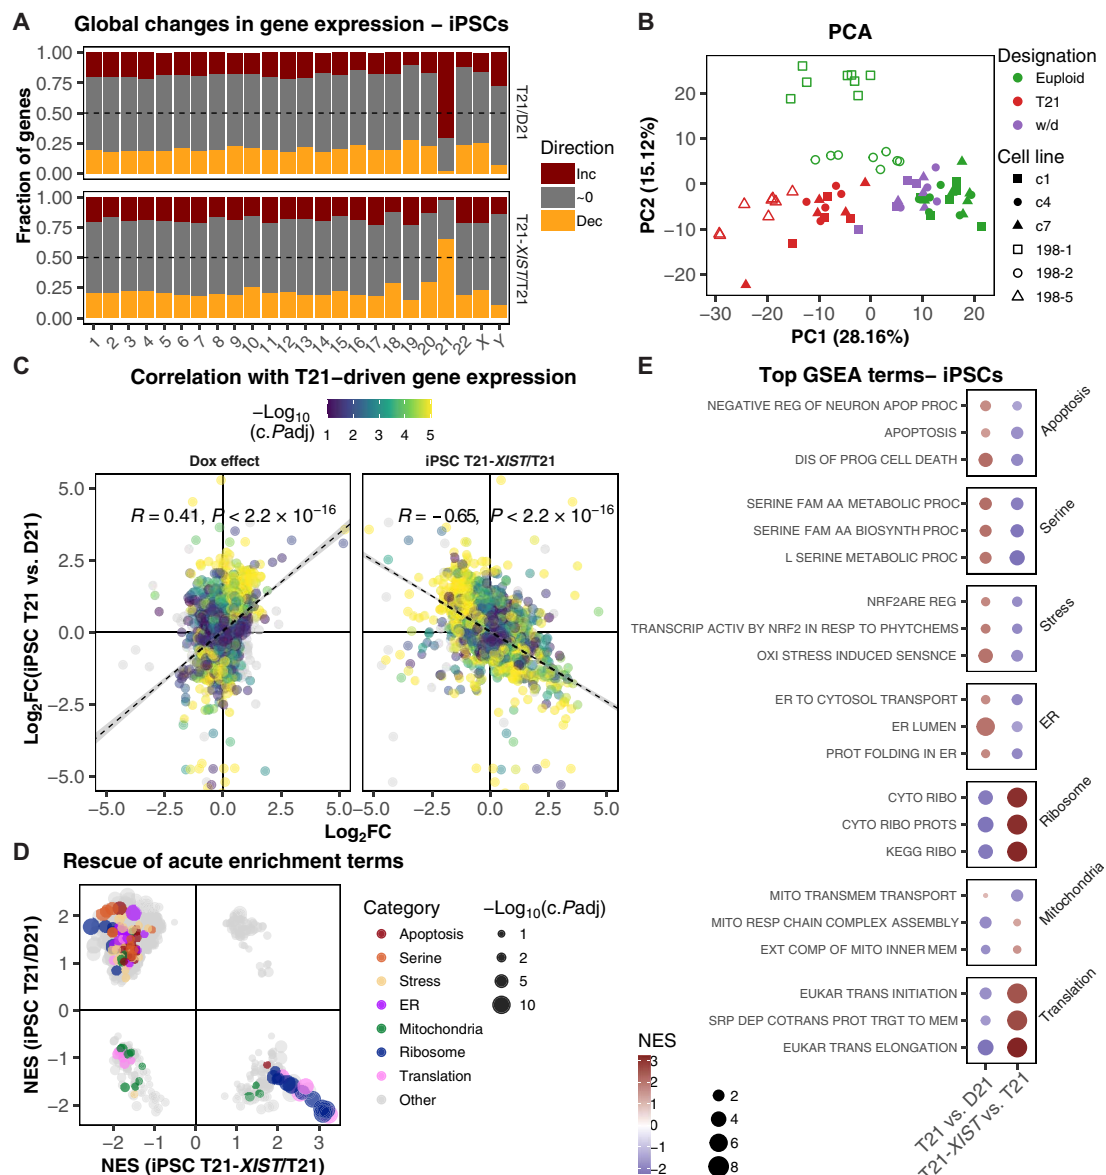 A
Global changes in gene expression – iPSCs
Fraction of genes
1.00
0.75
0.50
0.25
0.00
T21/D21
1.00
0.75
0.50
0.25
0.00
T21-XIST/T21
1 2 3 4 5 6 7 8 9 10 11 12 13 14 15 16 17 18 19 20 21 22 X Y
Direction
Inc
~0
Dec
B
PCA
PC2 (15.12%)
20
10
0
−10
−20
−30 −20 −10 0 10 20
PC1 (28.16%)
Designation
Euploid
T21
w/d
Cell line
c1
c4
c7
198-1
198-2
198-5
C
Correlation with T21–driven gene expression
−Log10
(c.Padj)
1 2 3 4 5
Dox effect
iPSC T21-XIST/T21
R = 0.41, P < 2.2 × 10−16
R = −0.65, P < 2.2 × 10−16
Log2FC(iPSC T21 vs. D21)
5.0
2.5
0.0
−2.5
−5.0
−5.0 −2.5 0.0 2.5 5.0
−5.0 −2.5 0.0 2.5 5.0
Log2FC
D
Rescue of acute enrichment terms
NES (iPSC T21/D21)
2
1
0
−1
−2
−2 −1 0 1 2 3
NES (iPSC T21-XIST/T21)
Category
Apoptosis
Serine
Stress
ER
Mitochondria
Ribosome
Translation
Other
−Log10(c.Padj)
1
2
5
10
E
Top GSEA terms– iPSCs
NEGATIVE REG OF NEURON APOP PROC
APOPTOSIS
DIS OF PROG CELL DEATH
Apoptosis
SERINE FAM AA METABOLIC PROC
SERINE FAM AA BIOSYNTH PROC
L SERINE METABOLIC PROC
Serine
NRF2ARE REG
TRANSCRIP ACTIV BY NRF2 IN RESP TO PHYTCHEMS
OXI STRESS INDUCED SENSNCE
Stress
ER TO CYTOSOL TRANSPORT
ER LUMEN
PROT FOLDING IN ER
ER
CYTO RIBO
CYTO RIBO PROTS
KEGG RIBO
Ribosome
MITO TRANSMEM TRANSPORT
MITO RESP CHAIN COMPLEX ASSEMBLY
EXT COMP OF MITO INNER MEM
Mitochondria
EUKAR TRANS INITIATION
SRP DEP COTRANS PROT TRGT TO MEM
EUKAR TRANS ELONGATION
Translation
T21 vs. D21
T21-XIST vs. T21
NES
3
2
1
0
−1
−2
2
4
6
8